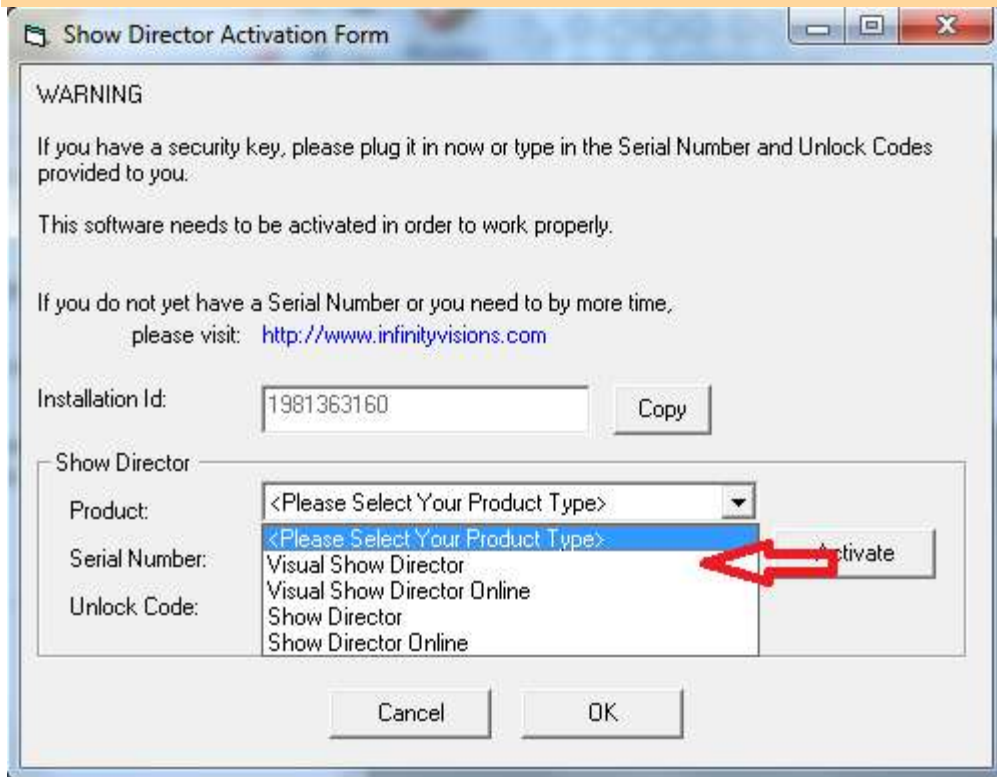 Show Director Activation Form
WARNING
If you have a security key, please plug it in now or type in the Serial Number and Unlock Codes
provided to you.
This software needs to be activated in order to work properly.
If you do not yet have a Serial Number or you need to by more time,
please visit: http://www.infinityvisions.com
Installation Id: 1981363160 Copy
Show Director
Product: <Please Select Your Product Type>
<Please Select Your Product Type>
Serial Number: Visual Show Director Activate
Visual Show Director Online
Unlock Code: Show Director
Show Director Online
Cancel OK